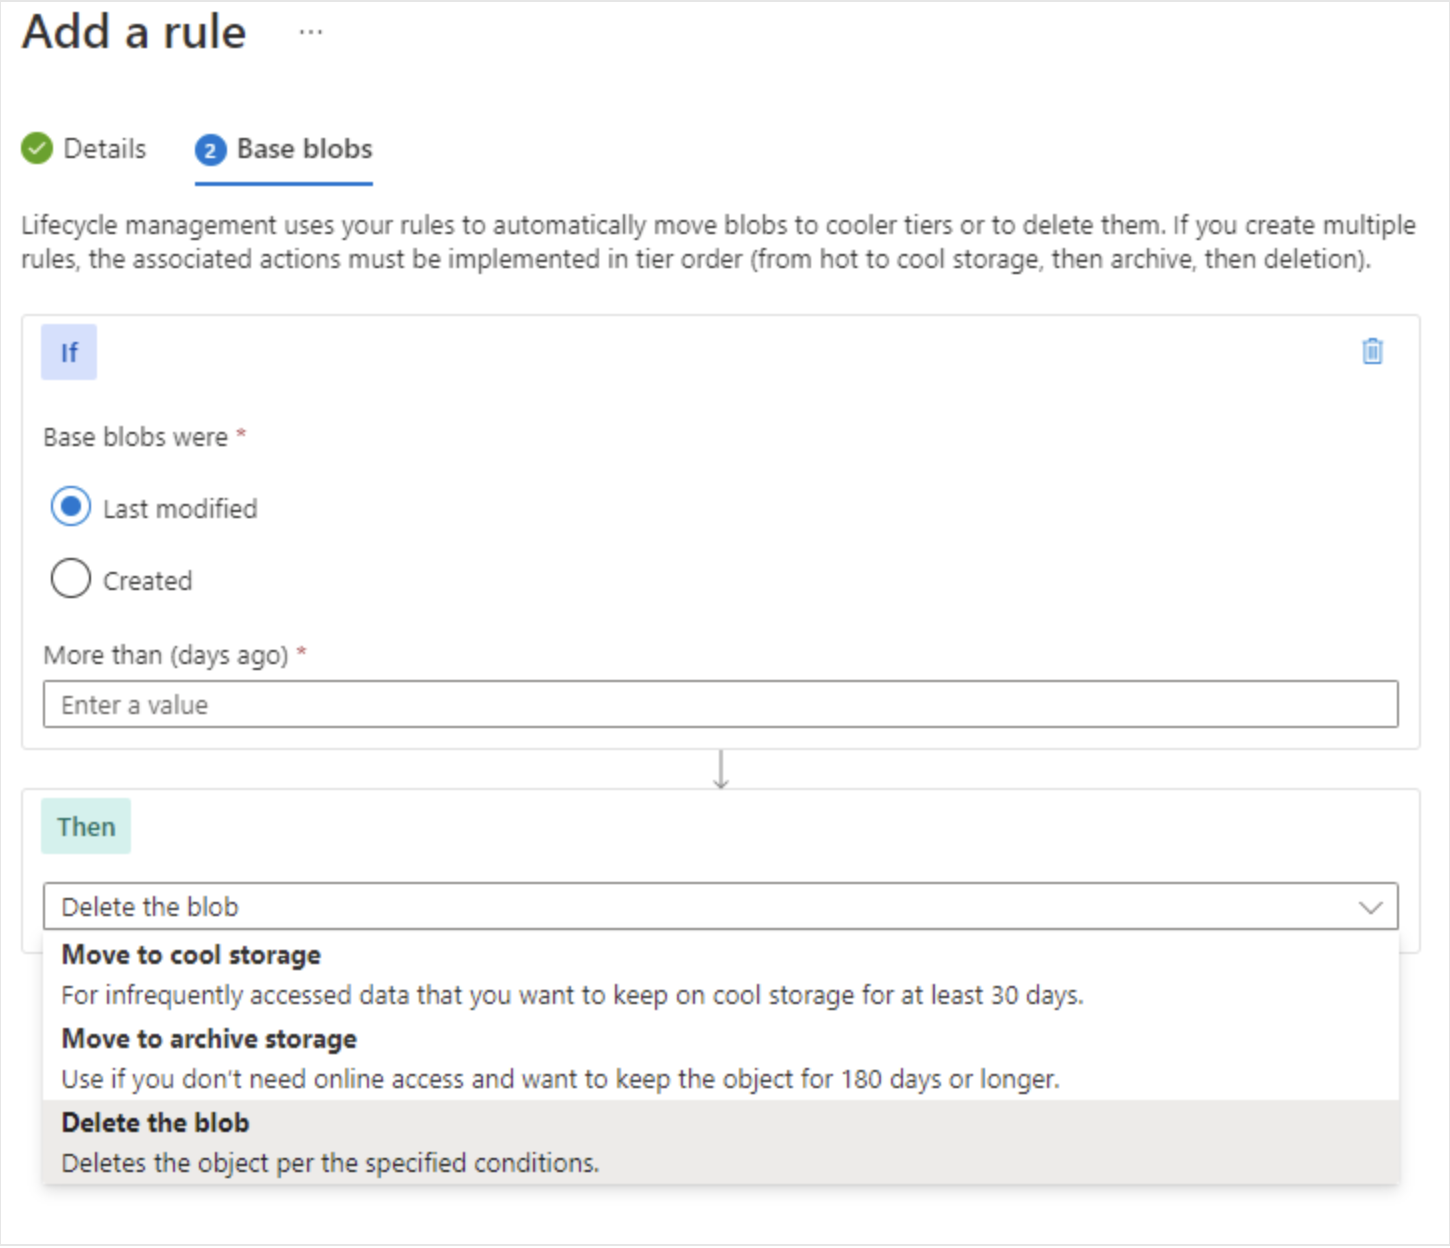 Add a rule ...
Details
2 Base blobs
Lifecycle management uses your rules to automatically move blobs to cooler tiers or to delete them. If you create multiple
rules, the associated actions must be implemented in tier order (from hot to cool storage, then archive, then deletion).
If
Base blobs were *
Last modified
Created
More than (days ago) *
Enter a value
Then
Delete the blob
Move to cool storage
For infrequently accessed data that you want to keep on cool storage for at least 30 days.
Move to archive storage
Use if you don't need online access and want to keep the object for 180 days or longer.
Delete the blob
Deletes the object per the specified conditions.